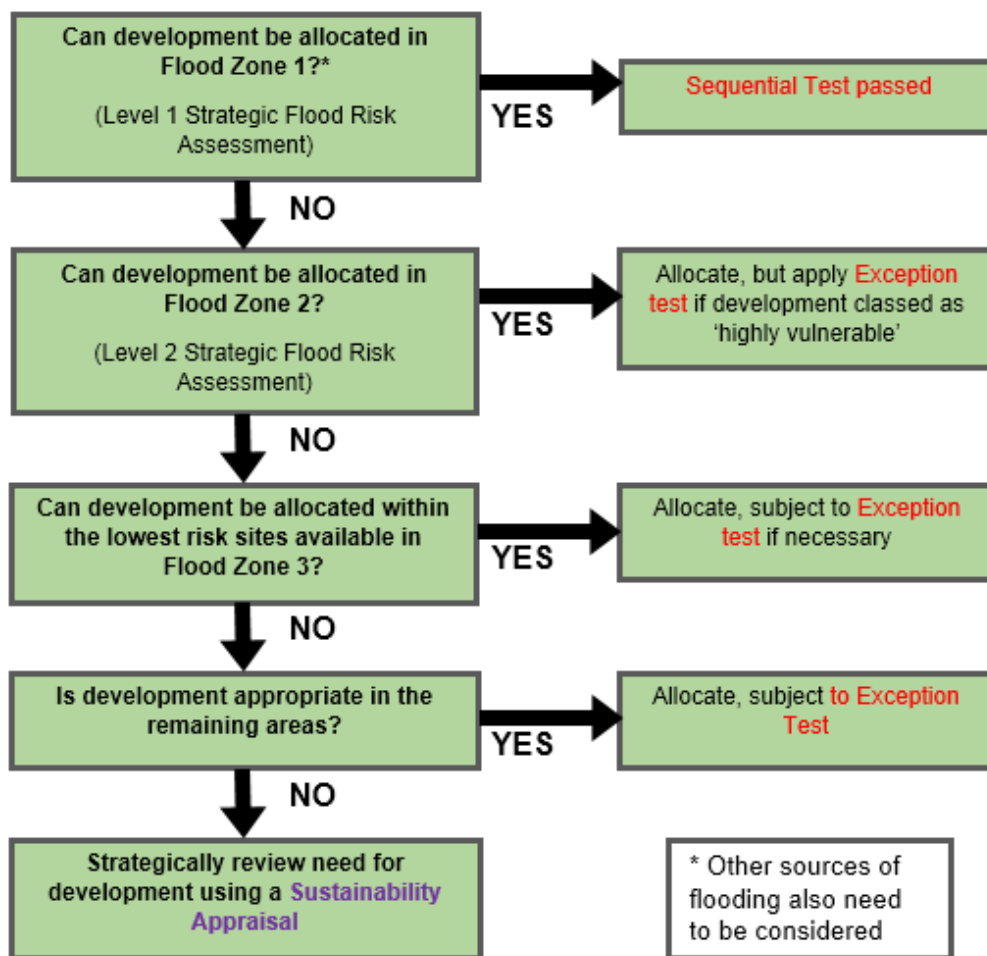 Can development be allocated in
Flood Zone 1?*
(Level 1 Strategic Flood Risk
Assessment)
YES
Sequential Test passed
NO
Can development be allocated in
Flood Zone 2?
(Level 2 Strategic Flood Risk
Assessment)
YES
Allocate, but apply Exception
test if development classed as
‘highly vulnerable’
NO
Can development be allocated within
the lowest risk sites available in
Flood Zone 3?
YES
Allocate, subject to Exception
test if necessary
NO
Is development appropriate in the
remaining areas?
YES
Allocate, subject to Exception
Test
NO
Strategically review need for
development using a Sustainability
Appraisal
* Other sources of
flooding also need
to be considered